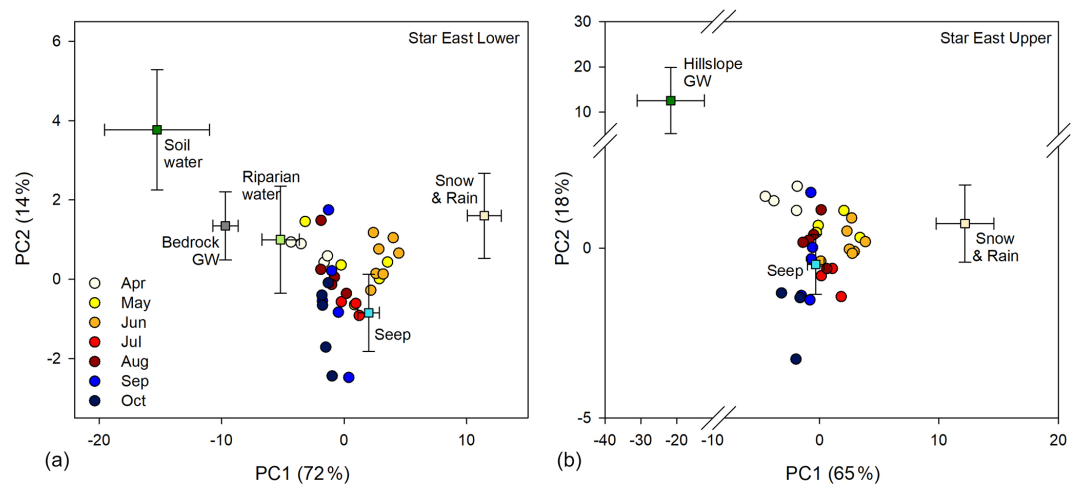 Star East Lower
6
4
2
0
-2
PC2 (14%)
Soil
water
Bedrock
GW
Riparian
water
Snow
& Rain
Seep
Apr
May
Jun
Jul
Aug
Sep
Oct
-20
-10
0
10
PC1 (72%)
(a)
Star East Upper
30
20
10
0
-5
PC2 (18%)
Hillslope
GW
Seep
Snow
& Rain
-40
-30
-20
-10
0
10
20
PC1 (65%)
(b)